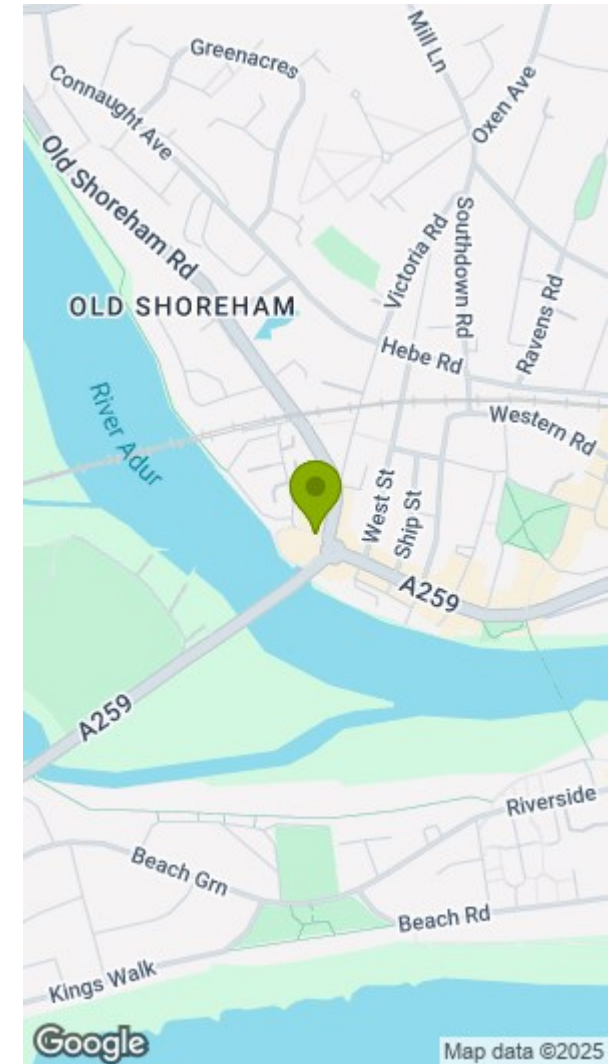 Mill Ln
Greenacres
Oxen Ave
Connaught Ave
Old Shoreham Rd
Victoria Rd
Southdown Rd
OLD SHOREHAM
Ravens Rd
Hebe Rd
River Adur
Western Rd
West St
Ship St
A259
A259
Riverside
Beach Grn
Beach Rd
Kings Walk
Google
Map data ©2025